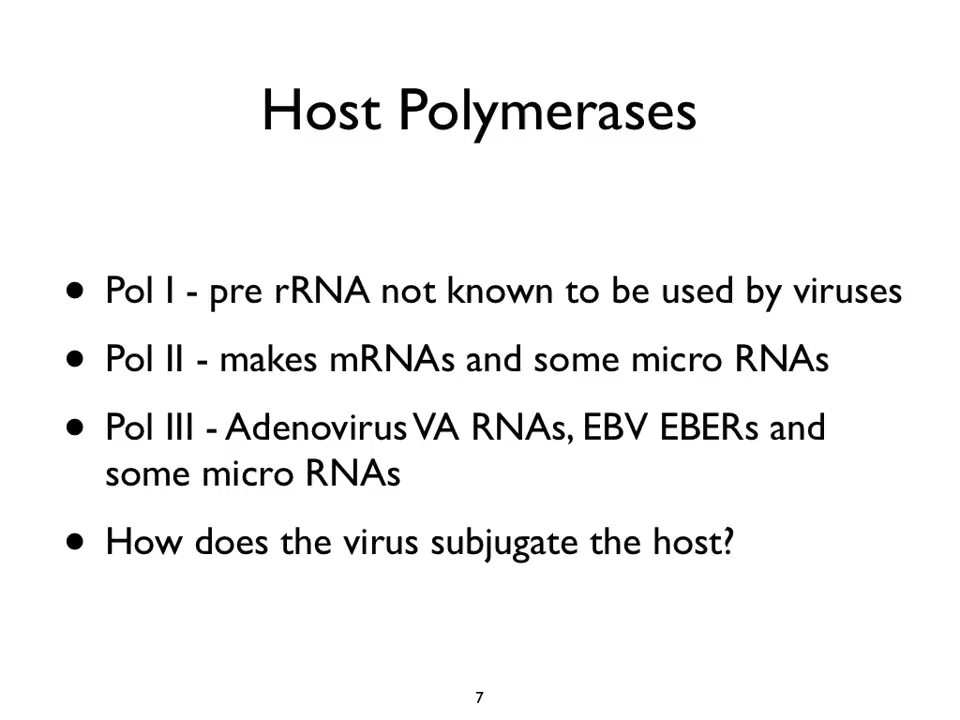 Host Polymerases
• Pol I - pre rRNA not known to be used by viruses
• Pol II - makes mRNAs and some micro RNAs
• Pol III - Adenovirus VA RNAs, EBV EBERs and
some micro RNAs
• How does the virus subjugate the host?
7